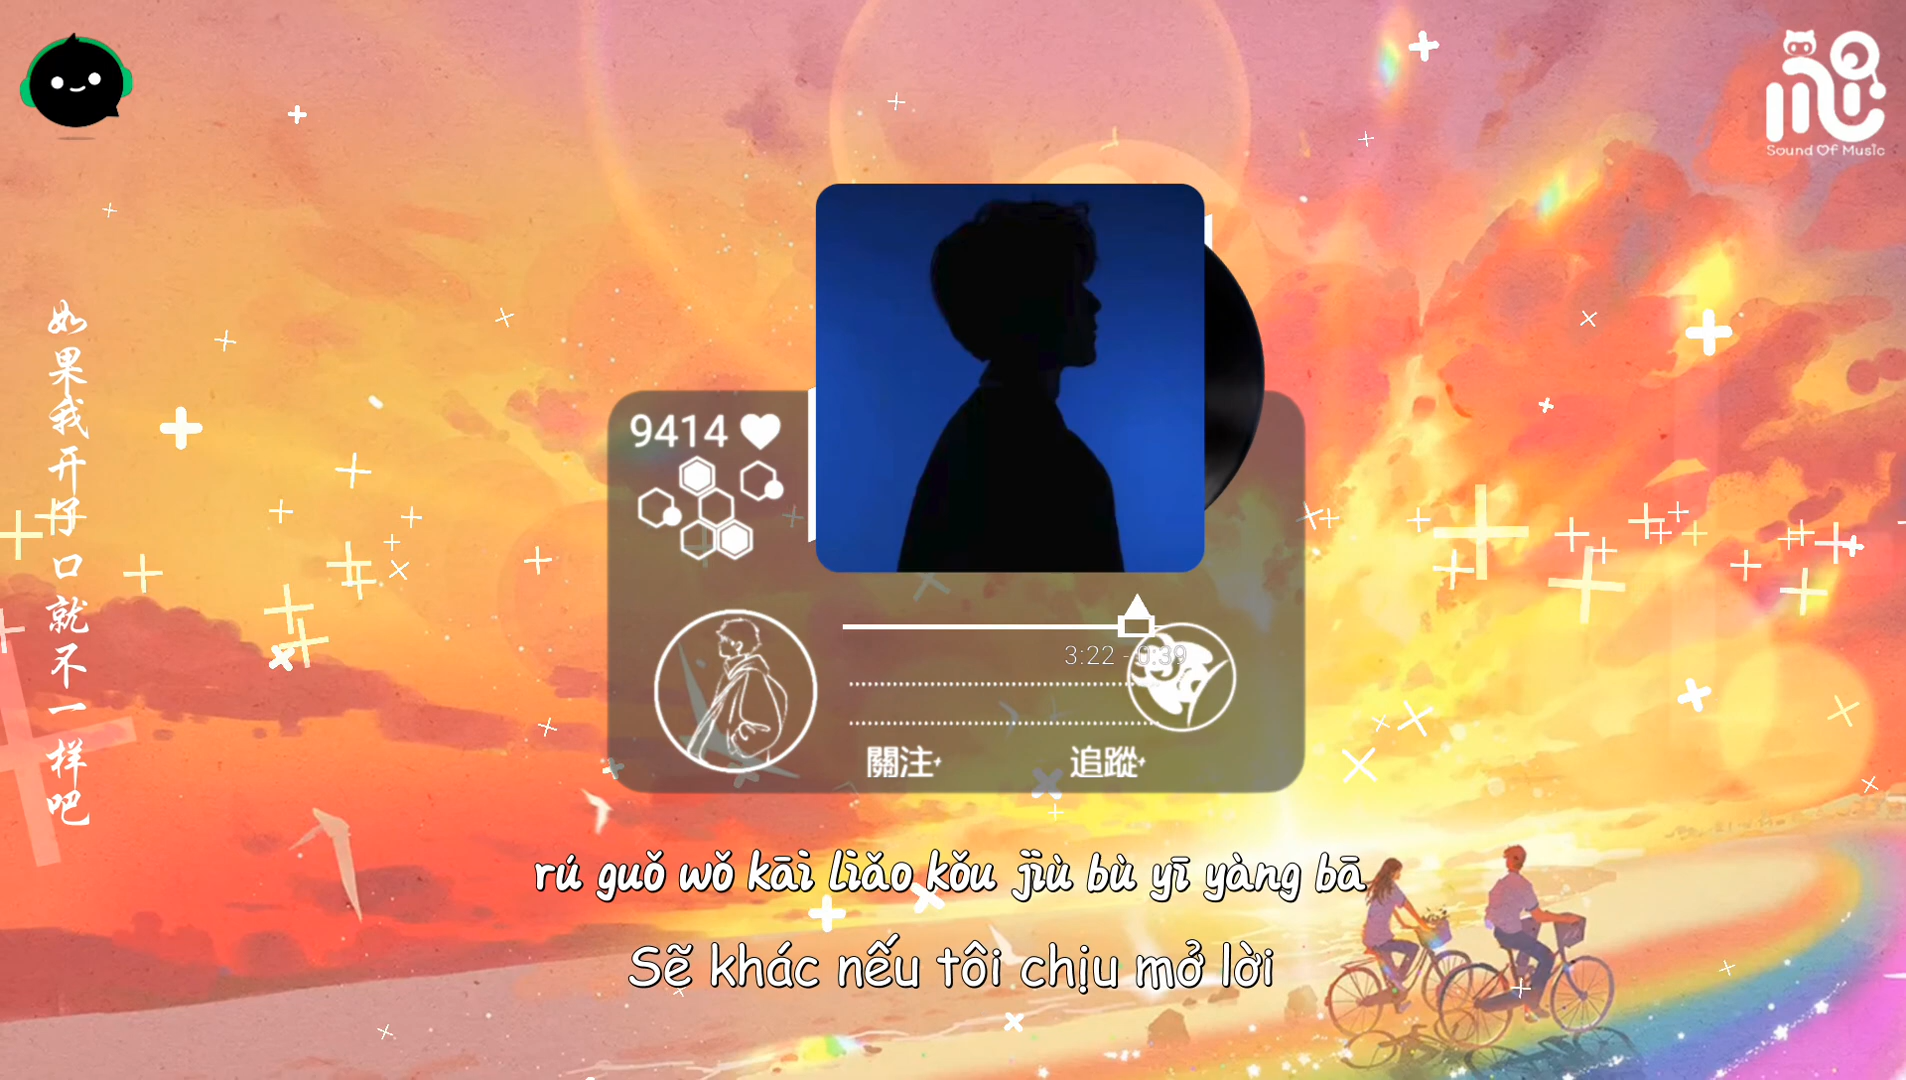 Sound Of Music
如果我开了口就不一样吧
9414
3:22 - 0:39
關注+
追蹤+
rú guǒ wǒ kāi liǎo kǒu jiù bù yī yàng bā
Sẽ khác nếu tôi chịu mở lời